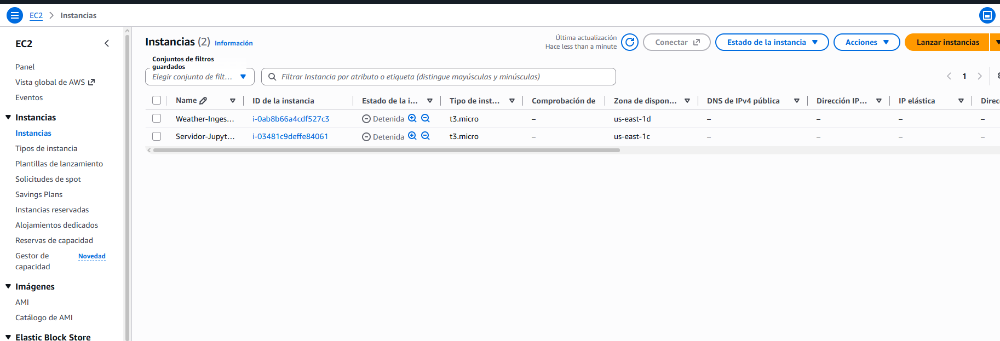 EC2 > Instancias
EC2
Panel
Vista global de AWS
Eventos
Instancias
Instancias
Tipos de instancia
Plantillas de lanzamiento
Solicitudes de spot
Savings Plans
Instancias reservadas
Alojamientos dedicados
Reservas de capacidad
Gestor de
capacidad
Novedad
Imágenes
AMI
Catálogo de AMI
Elastic Block Store
Instancias (2) Información
Última actualización
Hace less than a minute
Conectar
Estado de la instancia
Acciones
Lanzar instancias
Conjuntos de filtros
guardados
Elegir conjunto de filt...
Filtrar Instancia por atributo o etiqueta (distingue mayúsculas y minúsculas)
< 1 >
Name ID de la instancia Estado de la i... Tipo de inst... Comprobación de Zona de dispon... DNS de IPv4 pública Dirección IP... IP elástica Direc
Weather-Inges... i-0ab8b66a4cdf527c3 Detenida t3.micro – us-east-1d – – – –
Servidor-Jupyt... i-03481c9deffe84061 Detenida t3.micro – us-east-1c – – – –